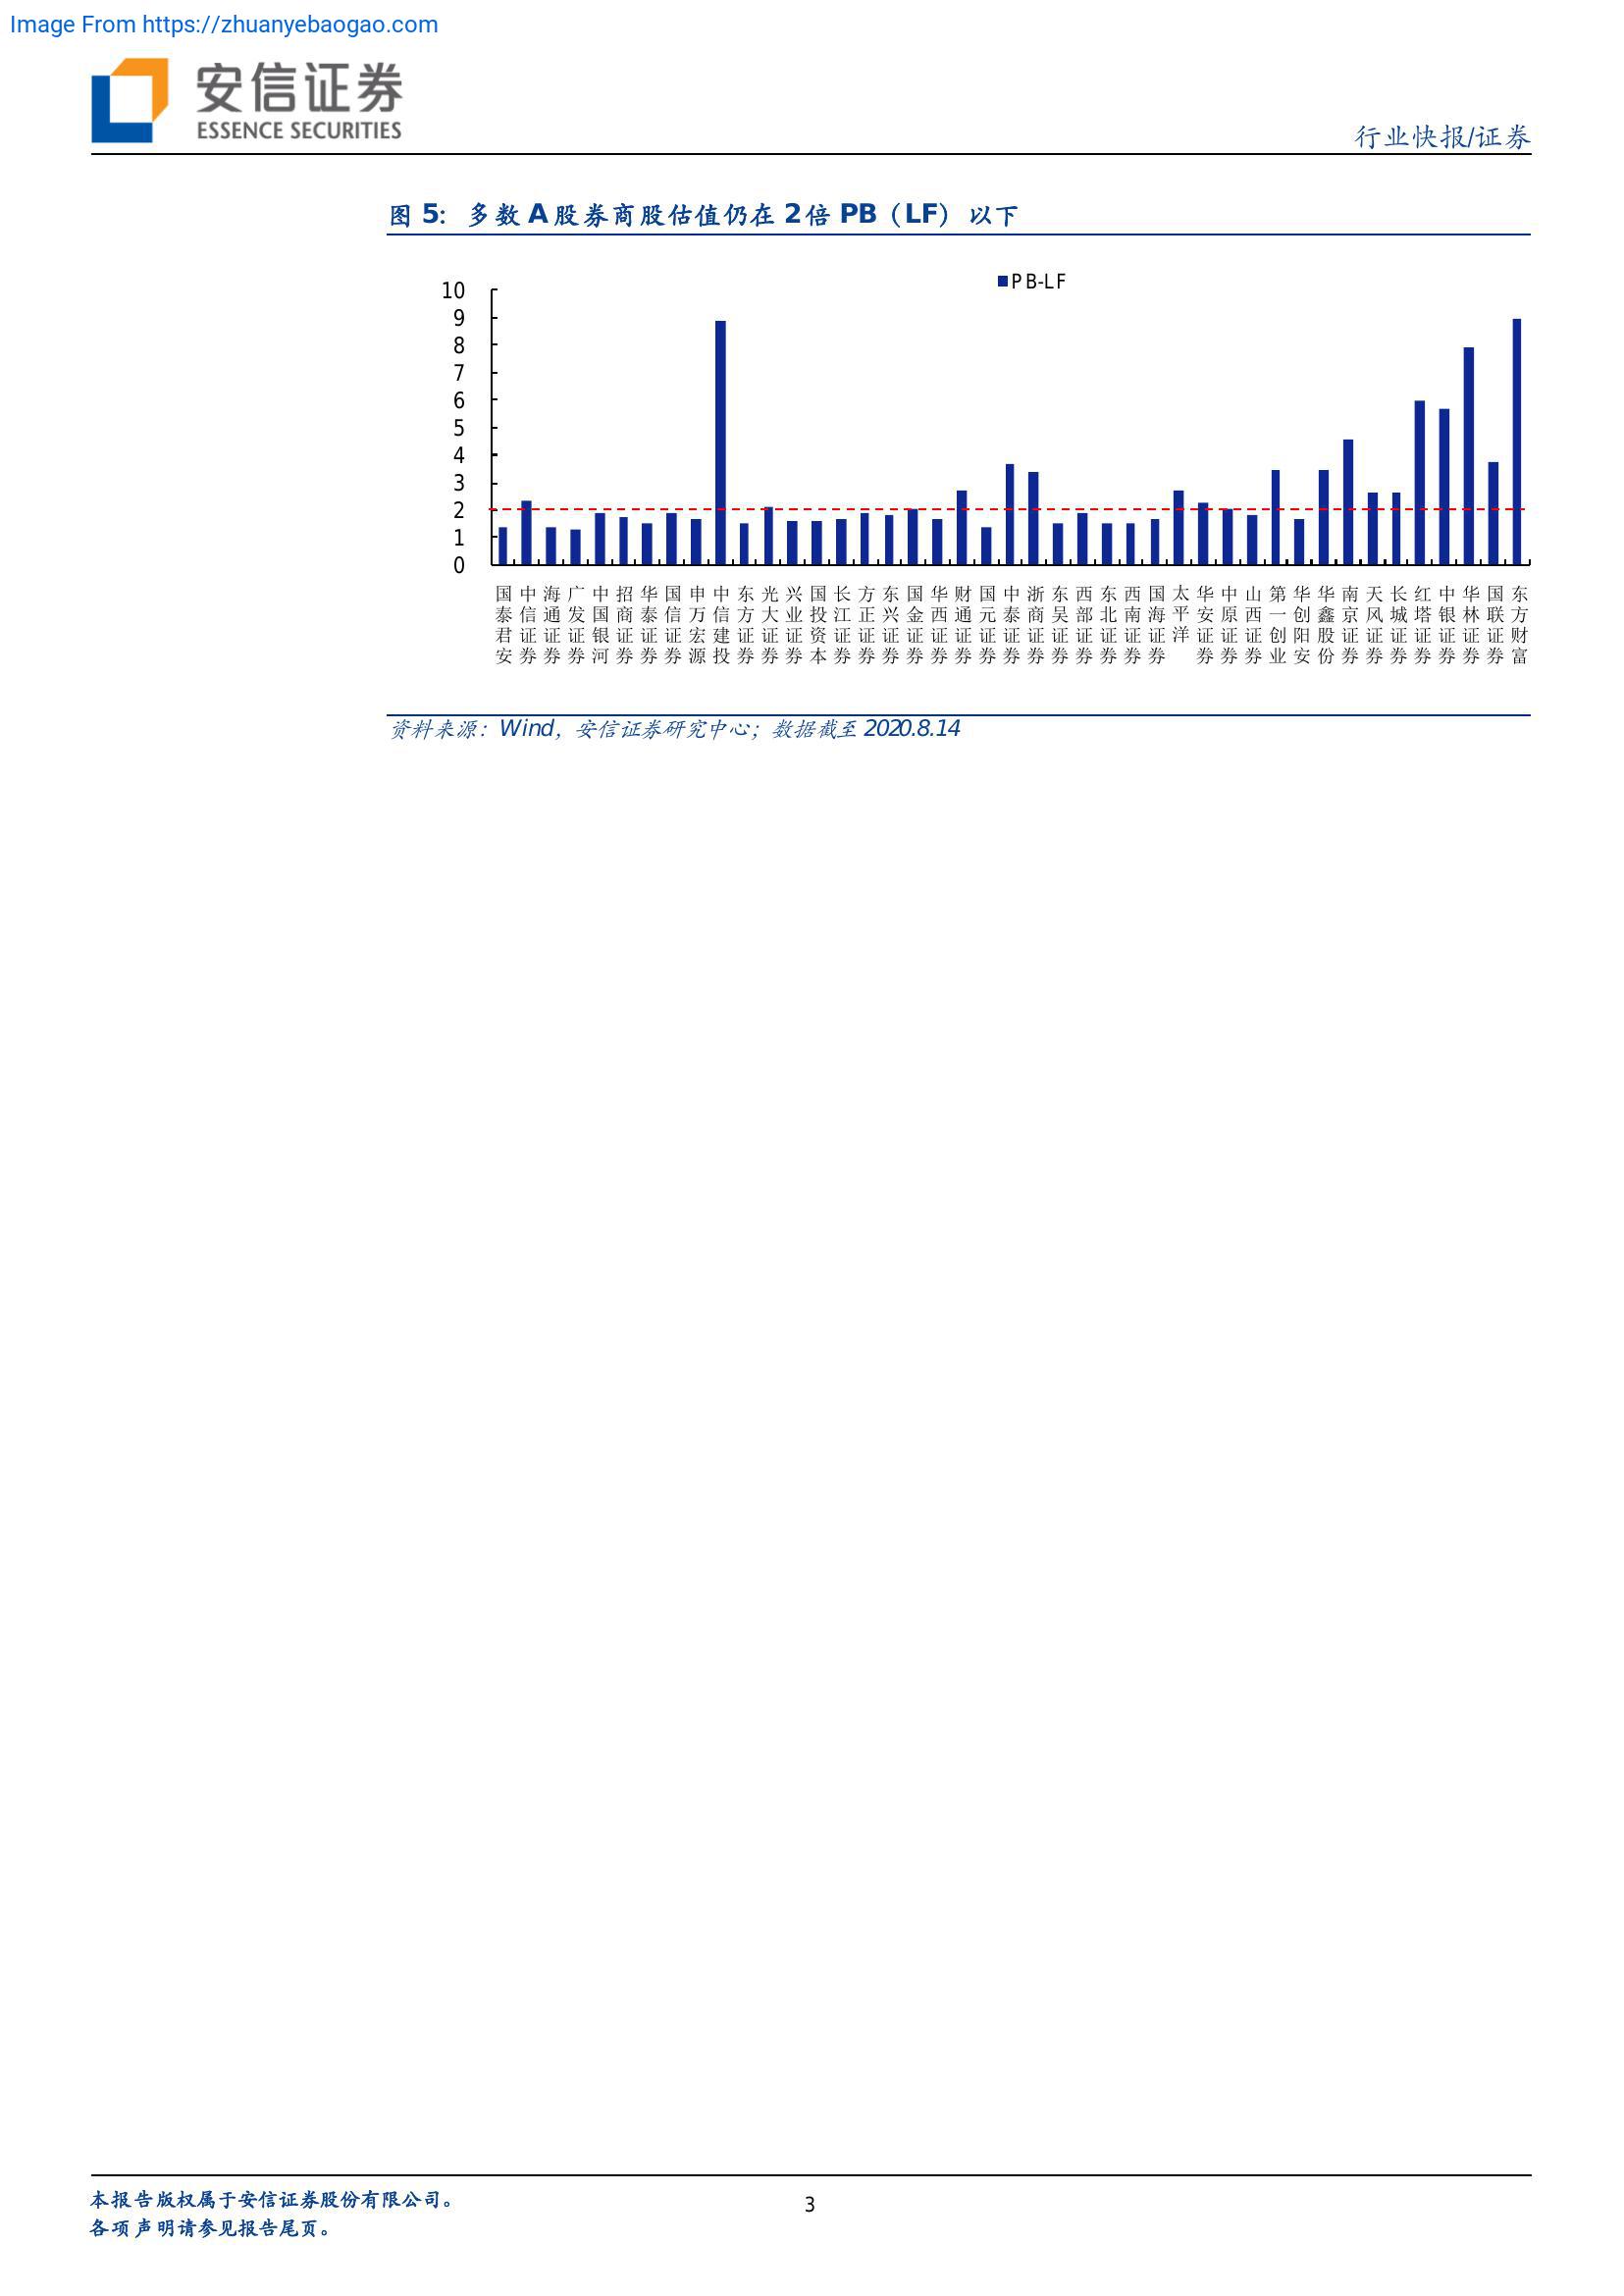 Image From https://zhuanyebaogao.com
安信证券
ESSENCE SECURITIES
行业快报/证券
图 5: 多数 A 股券商股估值仍在 2 倍 PB（LF）以下
PB-LF
10
9
8
7
6
5
4
3
2
1
0
国泰君安
中信证券
海通证券
广发证券
中国银河
招商证券
华泰证券
国信证券
申万宏源
中信建投
东方证券
光大证券
兴业证券
国投资本
长江证券
方正证券
东兴证券
国金证券
华西证券
财通证券
国元证券
中泰证券
浙商证券
东吴证券
西部证券
东北证券
西南证券
国海证券
太平洋
华安证券
中原证券
山西证券
第一创业
华创阳安
华鑫股份
南京证券
天风证券
长城证券
红塔证券
中银证券
华林证券
国联证券
东方财富
资料来源：Wind，安信证券研究中心；数据截至 2020.8.14
本报告版权属于安信证券股份有限公司。
各项声明请参见报告尾页。
3